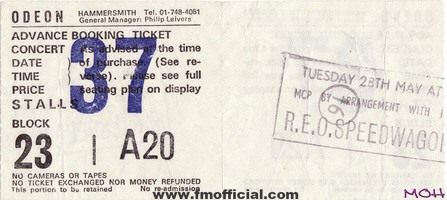 ODEON HAMMERSMITH Tel. 01-748-4081
General Manager: Philip Leivers
ADVANCE BOOKING TICKET
CONCERT As advised at the time
DATE of purchase. (See re-
TIME verse). Please see full
PRICE seating plan on display
STALLS
37
BLOCK
23 A20
NO CAMERAS OR TAPES
NO TICKET EXCHANGED NOR MONEY REFUNDED
This portion to be retained No re-admission
TUESDAY 28TH MAY AT
MCP BY ARRANGEMENT WITH
R.E.O. SPEEDWAGO
www.fmofficial.com
MOH